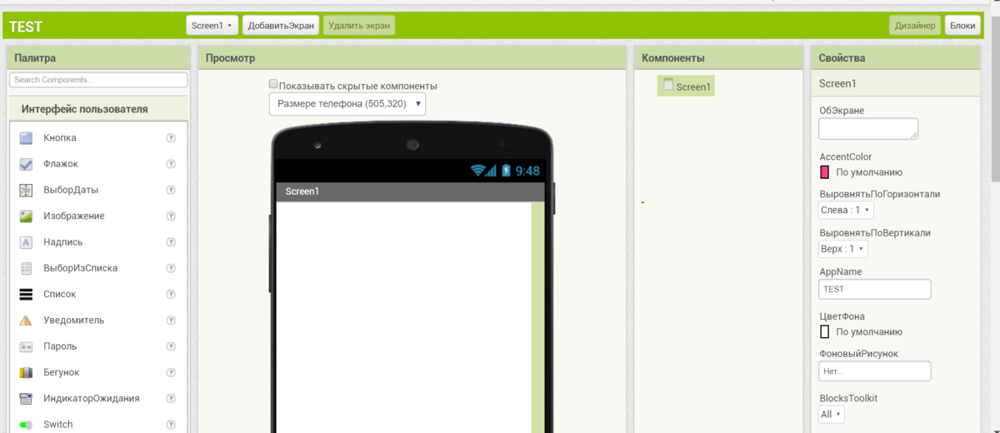 TEST
Screen1
ДобавитьЭкран
Удалить экран
Дизайнер
Блоки
Палитра
Search Components...
Интерфейс пользователя
Кнопка
Флажок
ВыборДаты
Изображение
Надпись
ВыборИзСписка
Список
Уведомитель
Пароль
Бегунок
ИндикаторОжидания
Switch
Просмотр
Показывать скрытые компоненты
Размере телефона (505,320)
9:48
Screen1
Компоненты
Screen1
Свойства
Screen1
ОбЭкране
AccentColor
По умолчанию
ВыровнятьПоГоризонтали
Слева : 1
ВыровнятьПоВертикали
Верх : 1
AppName
TEST
ЦветФона
По умолчанию
ФоновыйРисунок
Нет...
BlocksToolkit
All